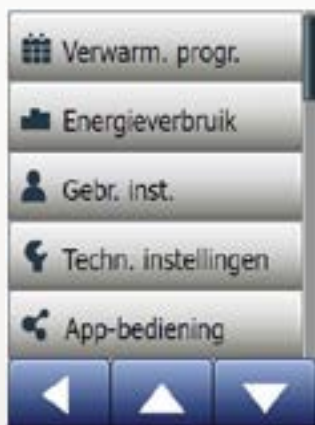 Verwarm. progr.
Energieverbruik
Gebr. inst.
Techn. instellingen
App-bediening